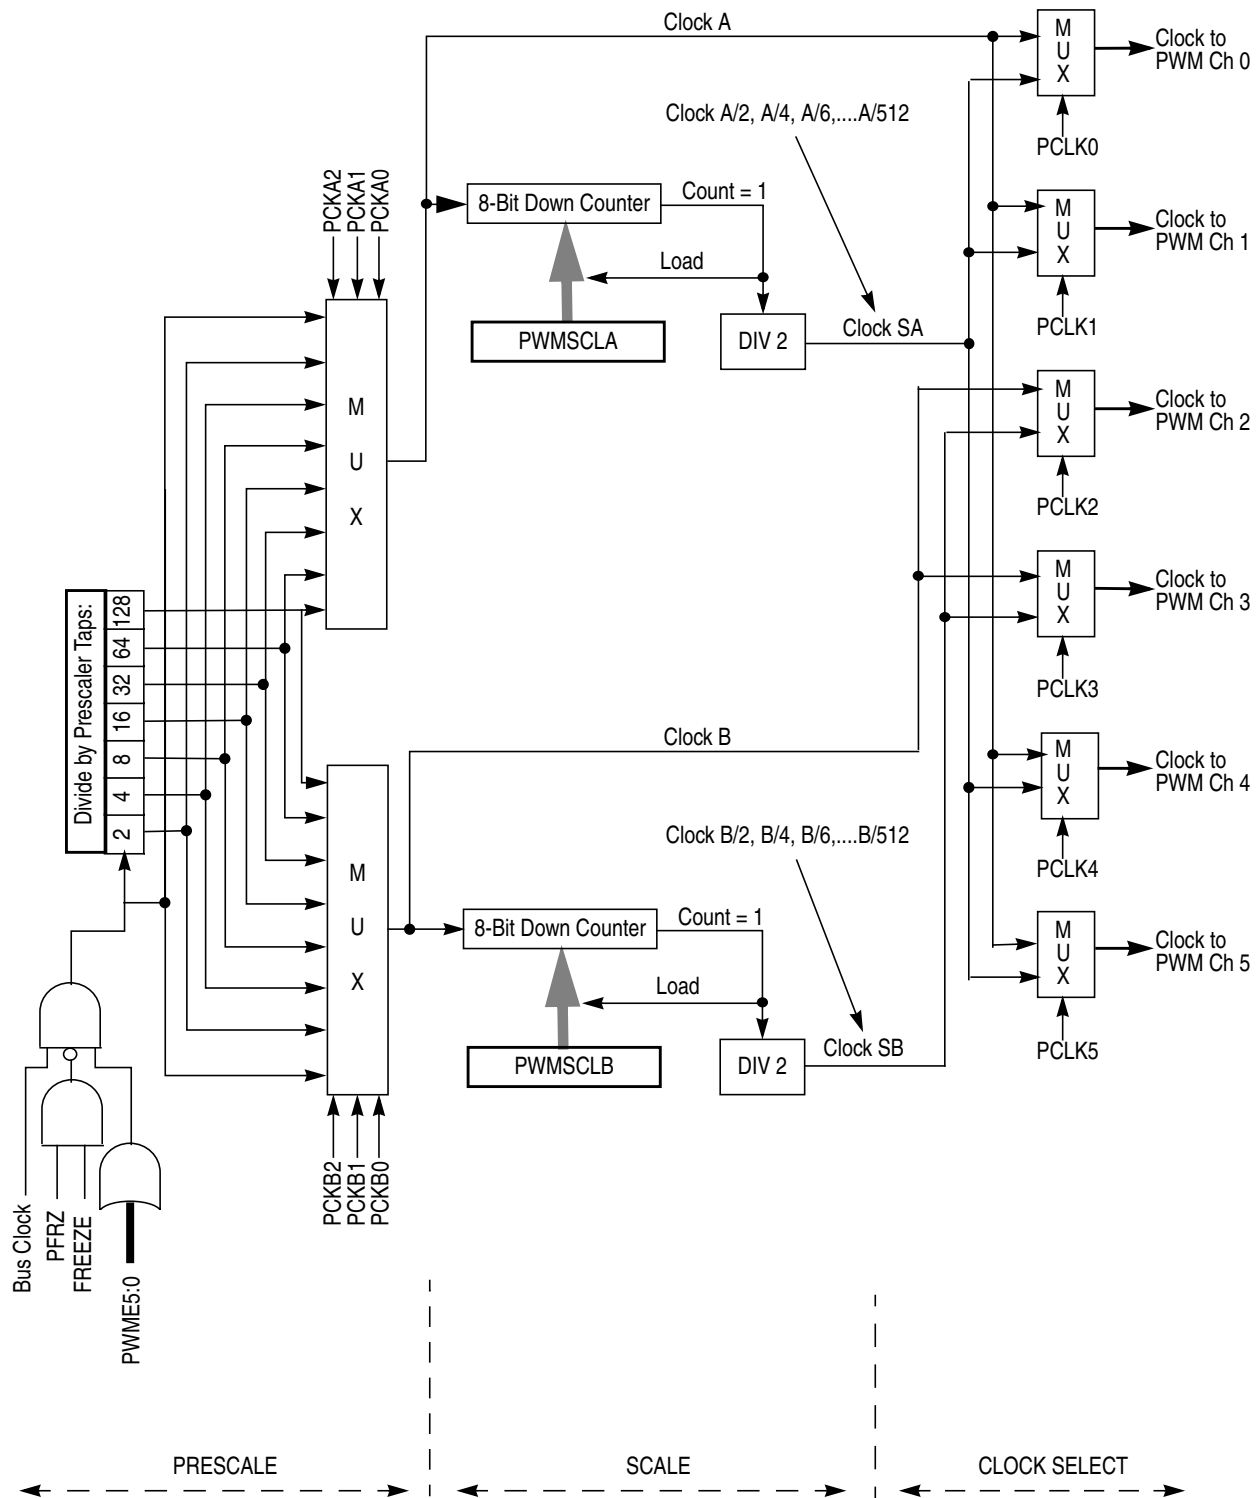 Clock A
M
U
X
Clock to
PWM Ch 0
PCLK0
Clock A/2, A/4, A/6,....A/512
PCKA2
PCKA1
PCKA0
8-Bit Down Counter
Count = 1
Load
PWMSCLA
DIV 2
Clock SA
M
U
X
Clock to
PWM Ch 1
PCLK1
M
U
X
M
U
X
Clock to
PWM Ch 2
PCLK2
M
U
X
Clock to
PWM Ch 3
PCLK3
Divide by Prescaler Taps:
128
64
32
16
8
4
2
Clock B
M
U
X
Clock to
PWM Ch 4
PCLK4
Clock B/2, B/4, B/6,....B/512
M
U
X
8-Bit Down Counter
Count = 1
Load
PWMSCLB
DIV 2
Clock SB
M
U
X
Clock to
PWM Ch 5
PCLK5
PCKB2
PCKB1
PCKB0
Bus Clock
PFRZ
FREEZE
PWME5:0
PRESCALE
SCALE
CLOCK SELECT